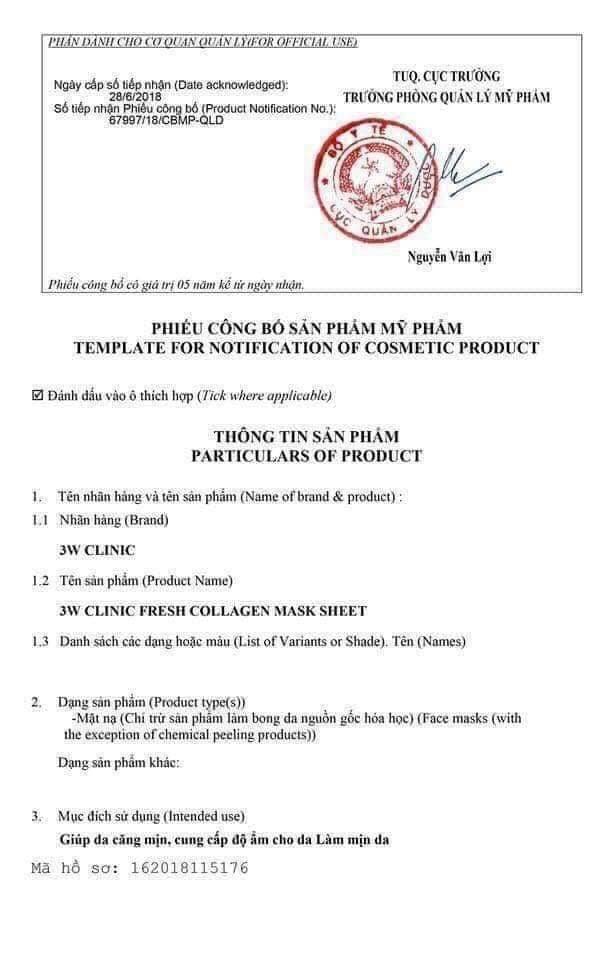 PHẦN DÀNH CHO CƠ QUAN QUẢN LÝ(FOR OFFICIAL USE)
Ngày cấp số tiếp nhận (Date acknowledged):
28/6/2018
Số tiếp nhận Phiếu công bố (Product Notification No.):
67997/18/CBMP-QLD
TUQ. CỤC TRƯỞNG
TRƯỞNG PHÒNG QUẢN LÝ MỸ PHẨM
BỘ Y TẾ
CỤC QUẢN LÝ DƯỢC
Nguyễn Văn Lợi
Phiếu công bố có giá trị 05 năm kể từ ngày nhận.
PHIẾU CÔNG BỐ SẢN PHẨM MỸ PHẨM
TEMPLATE FOR NOTIFICATION OF COSMETIC PRODUCT
☑ Đánh dấu vào ô thích hợp (Tick where applicable)
THÔNG TIN SẢN PHẨM
PARTICULARS OF PRODUCT
1. Tên nhãn hàng và tên sản phẩm (Name of brand & product) :
1.1 Nhãn hàng (Brand)
3W CLINIC
1.2 Tên sản phẩm (Product Name)
3W CLINIC FRESH COLLAGEN MASK SHEET
1.3 Danh sách các dạng hoặc màu (List of Variants or Shade). Tên (Names)
2. Dạng sản phẩm (Product type(s))
-Mặt nạ (Chỉ trừ sản phẩm làm bong da nguồn gốc hóa học) (Face masks (with
the exception of chemical peeling products))
Dạng sản phẩm khác:
3. Mục đích sử dụng (Intended use)
Giúp da căng mịn, cung cấp độ ẩm cho da Làm mịn da
Mã hồ sơ: 162018115176